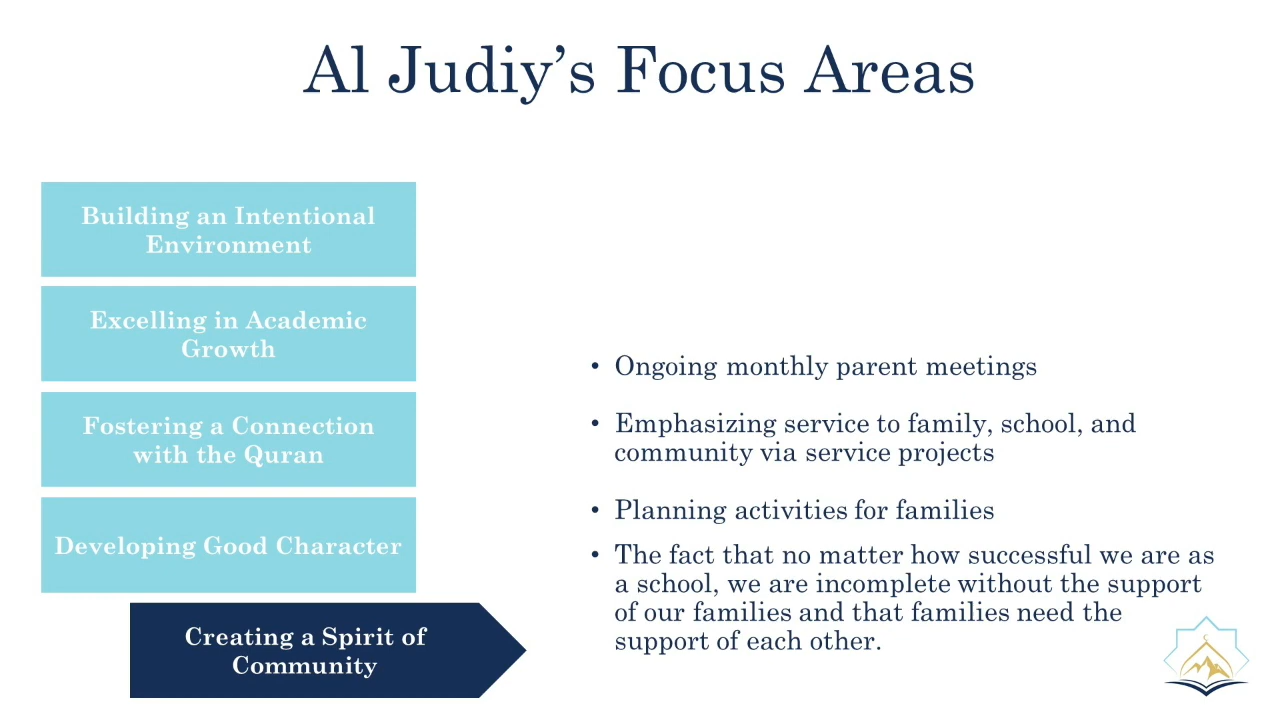 Al Judiy’s Focus Areas
Building an Intentional
Environment
Excelling in Academic
Growth
Fostering a Connection
with the Quran
Developing Good Character
Creating a Spirit of
Community
• Ongoing monthly parent meetings
• Emphasizing service to family, school, and
community via service projects
• Planning activities for families
• The fact that no matter how successful we are as
a school, we are incomplete without the support
of our families and that families need the
support of each other.